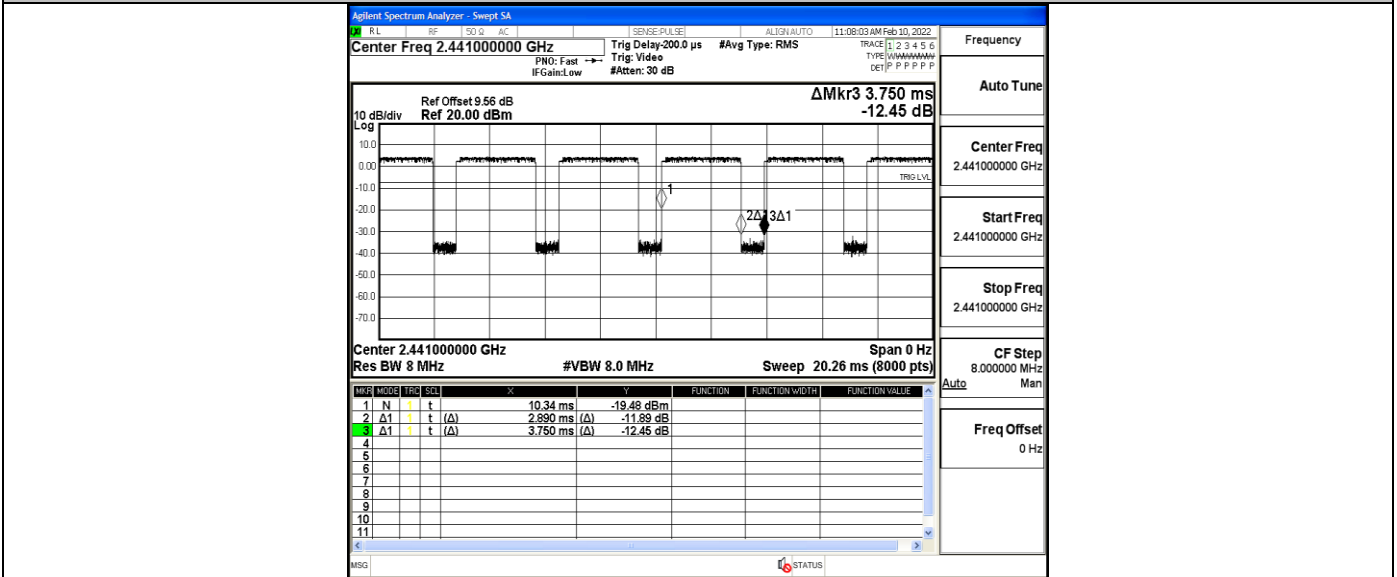 Agilent Spectrum Analyzer - Swept SA
LXI RL RF 50 Ω AC SENSE:PULSE ALIGNAUTO 11:08:03 AM Feb 10, 2022
Center Freq 2.441000000 GHz
PNO: Fast
IFGain:Low
Trig Delay-200.0 µs
Trig: Video
#Atten: 30 dB
#Avg Type: RMS
TRACE 1 2 3 4 5 6
TYPE WWWWWW
DET P P P P P P
ΔMkr3 3.750 ms
-12.45 dB
Ref Offset 9.56 dB
10 dB/div Ref 20.00 dBm
Log
10.0
0.00
-10.0
-20.0
-30.0
-40.0
-50.0
-60.0
-70.0
TRIG LVL
1
2Δ1 3Δ1
Center 2.441000000 GHz Span 0 Hz
Res BW 8 MHz #VBW 8.0 MHz Sweep 20.26 ms (8000 pts)
MKR MODE TRC SCL X Y FUNCTION FUNCTION WIDTH FUNCTION VALUE
1 N 1 t 10.34 ms -19.48 dBm
2 Δ1 1 t (Δ) 2.890 ms (Δ) -11.89 dB
3 Δ1 1 t (Δ) 3.750 ms (Δ) -12.45 dB
4
5
6
7
8
9
10
11
MSG STATUS
Frequency
Auto Tune
Center Freq
2.441000000 GHz
Start Freq
2.441000000 GHz
Stop Freq
2.441000000 GHz
CF Step
8.000000 MHz
Auto Man
Freq Offset
0 Hz